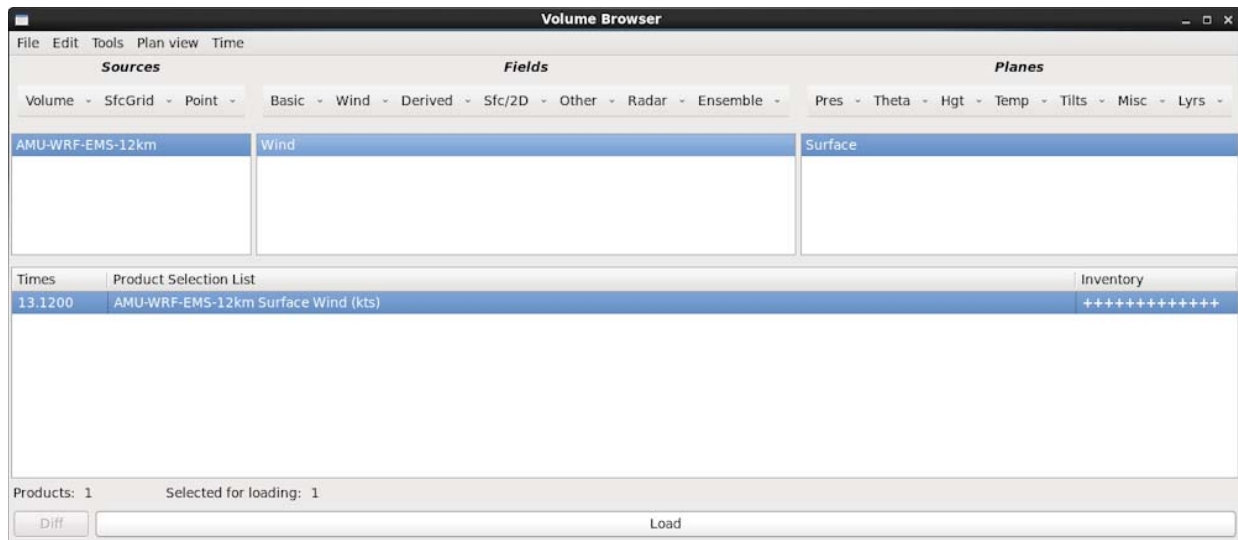 Volume Browser
File Edit Tools Plan view Time
Sources Fields Planes
Volume SfcGrid Point Basic Wind Derived Sfc/2D Other Radar Ensemble Pres Theta Hgt Temp Tilts Misc Lyrs
AMU-WRF-EMS-12km Wind Surface
Times Product Selection List Inventory
13.1200 AMU-WRF-EMS-12km Surface Wind (kts) +++++++++++++
Products: 1 Selected for loading: 1
Diff Load